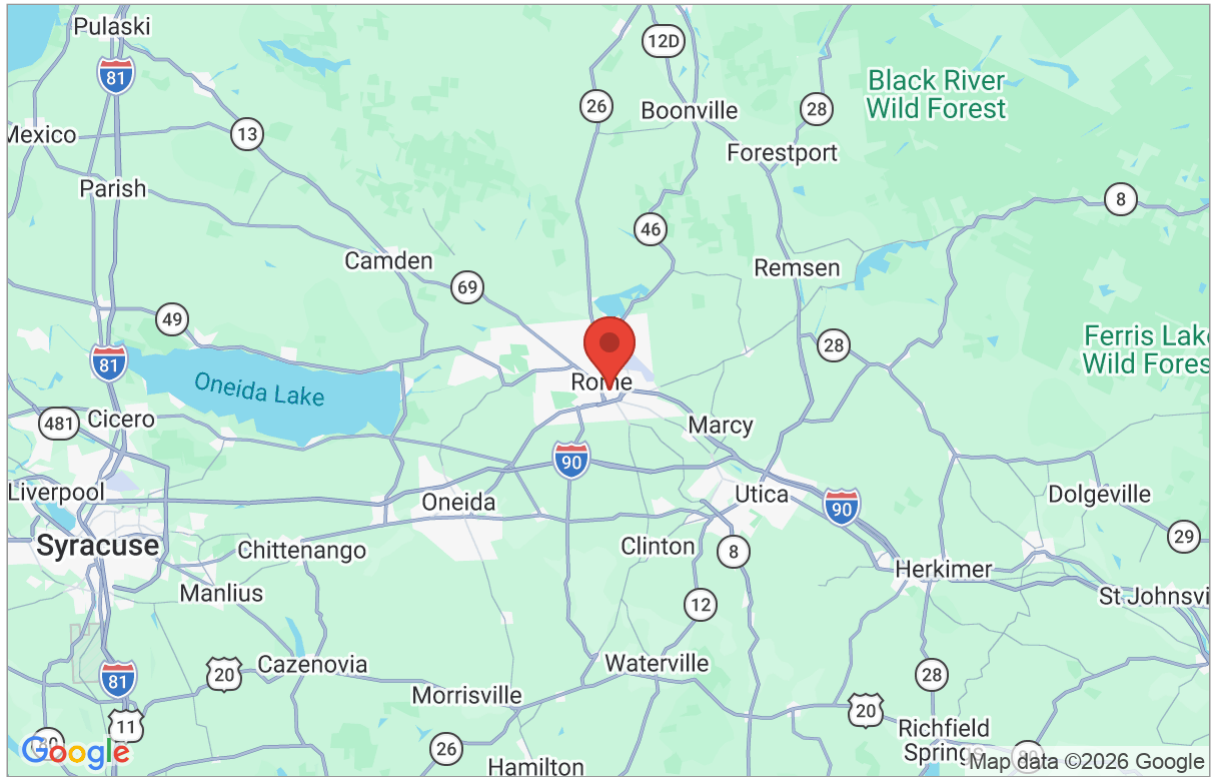 Pulaski
12D
81
26
Boonville
28
Black River
Wild Forest
Mexico
13
Forestport
Parish
8
46
Camden
Remsen
69
49
28
Ferris Lake
Wild Fores
81
Oneida Lake
Rome
481
Cicero
Marcy
90
Liverpool
Oneida
Utica
90
Dolgeville
Syracuse
Chittenango
Clinton
8
29
Manlius
Herkimer
12
St Johnsvi
Cazenovia
Waterville
81
20
28
Morrisville
11
20
Richfield
Springs
26
Hamilton
Google
Map data ©2026 Google